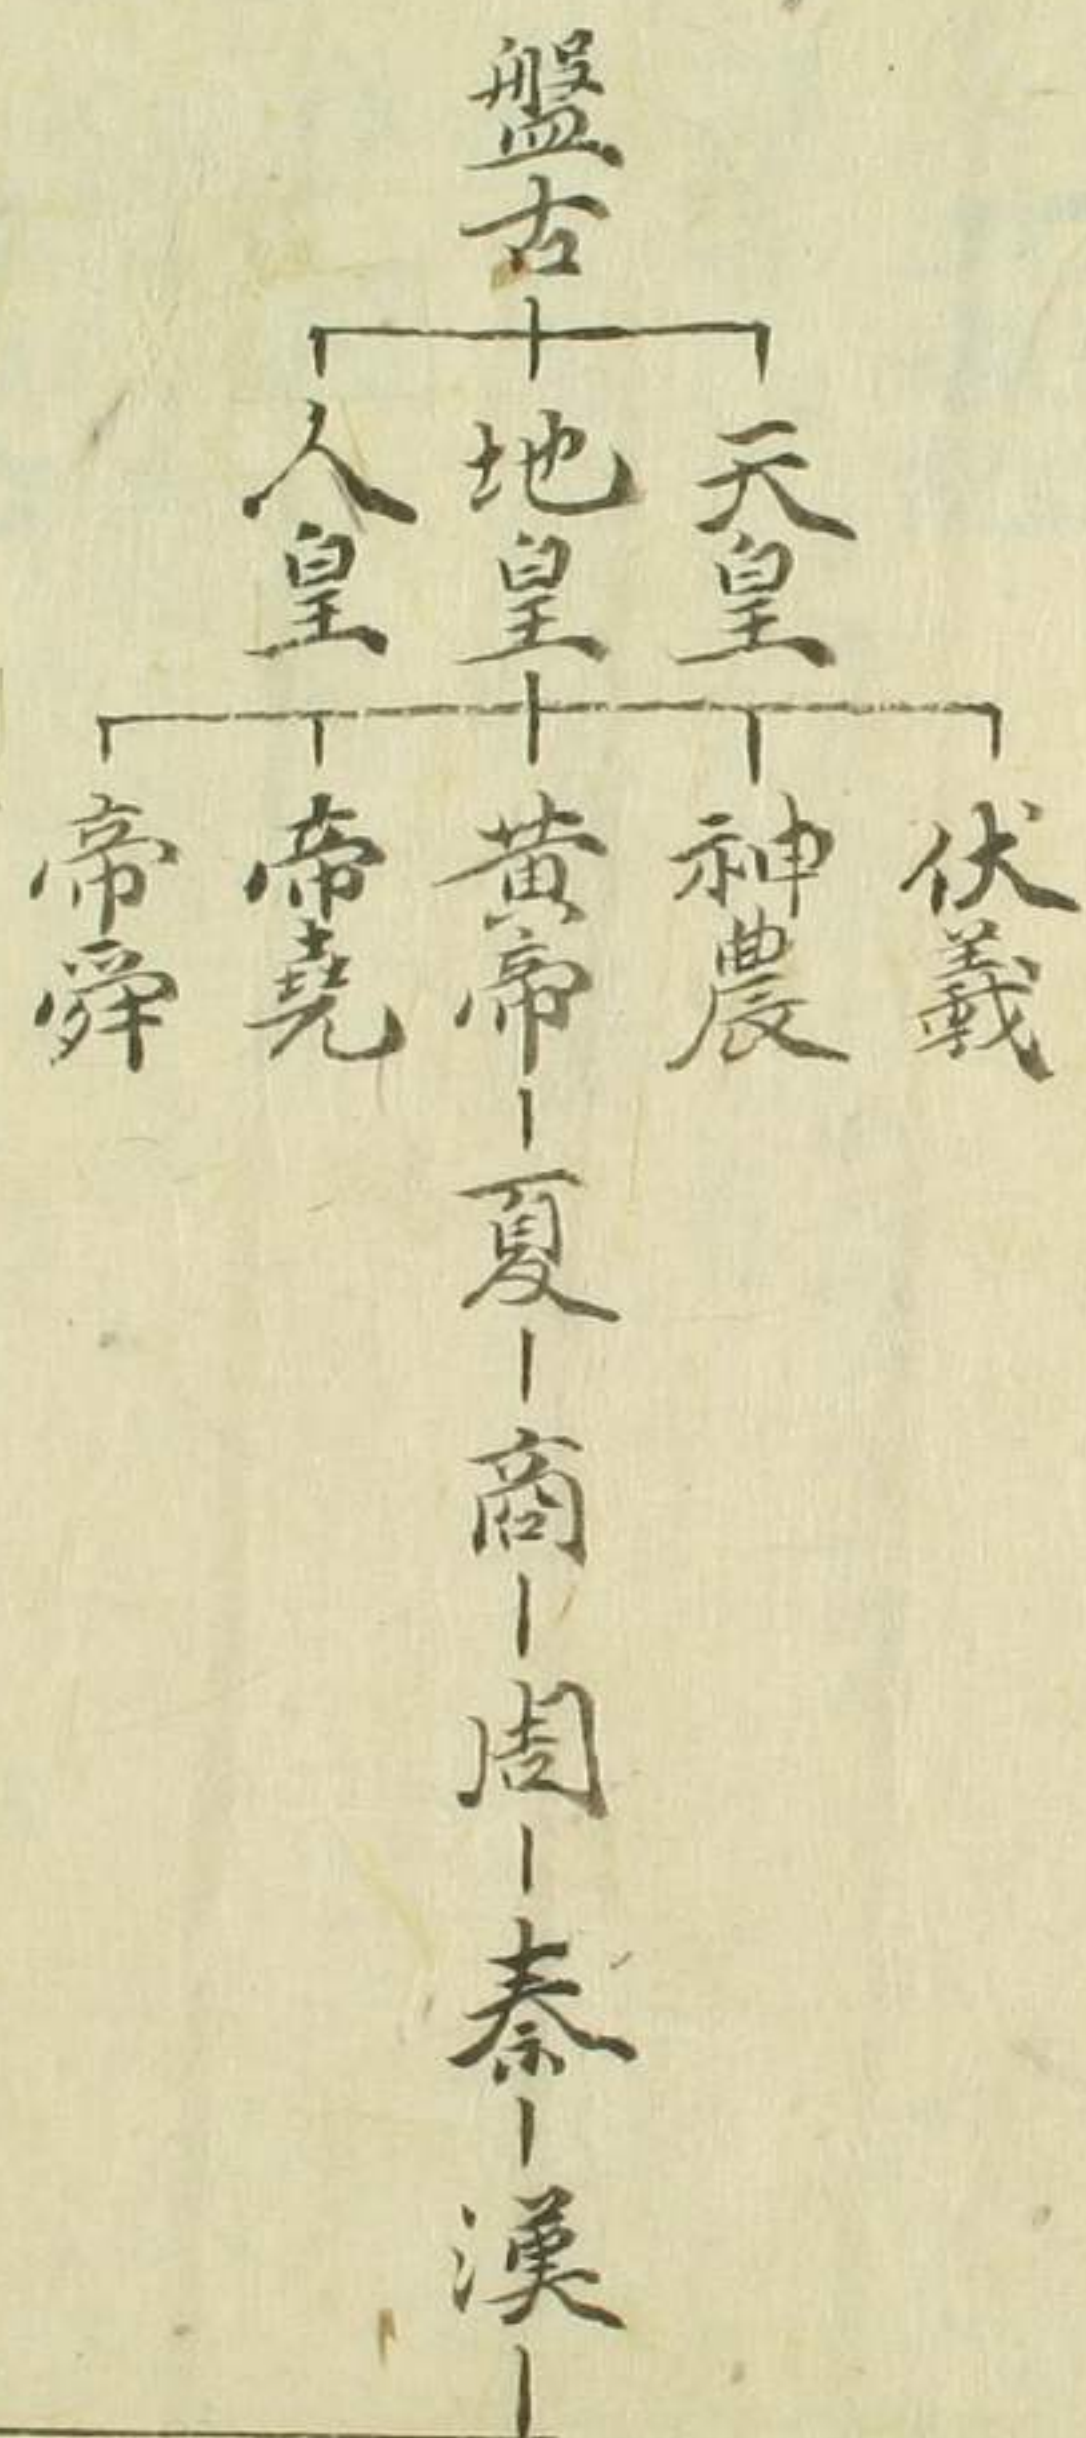 盤古
天皇
地皇
人皇
伏羲
神農
黃帝
帝堯
帝舜
夏
商
周
秦
漢